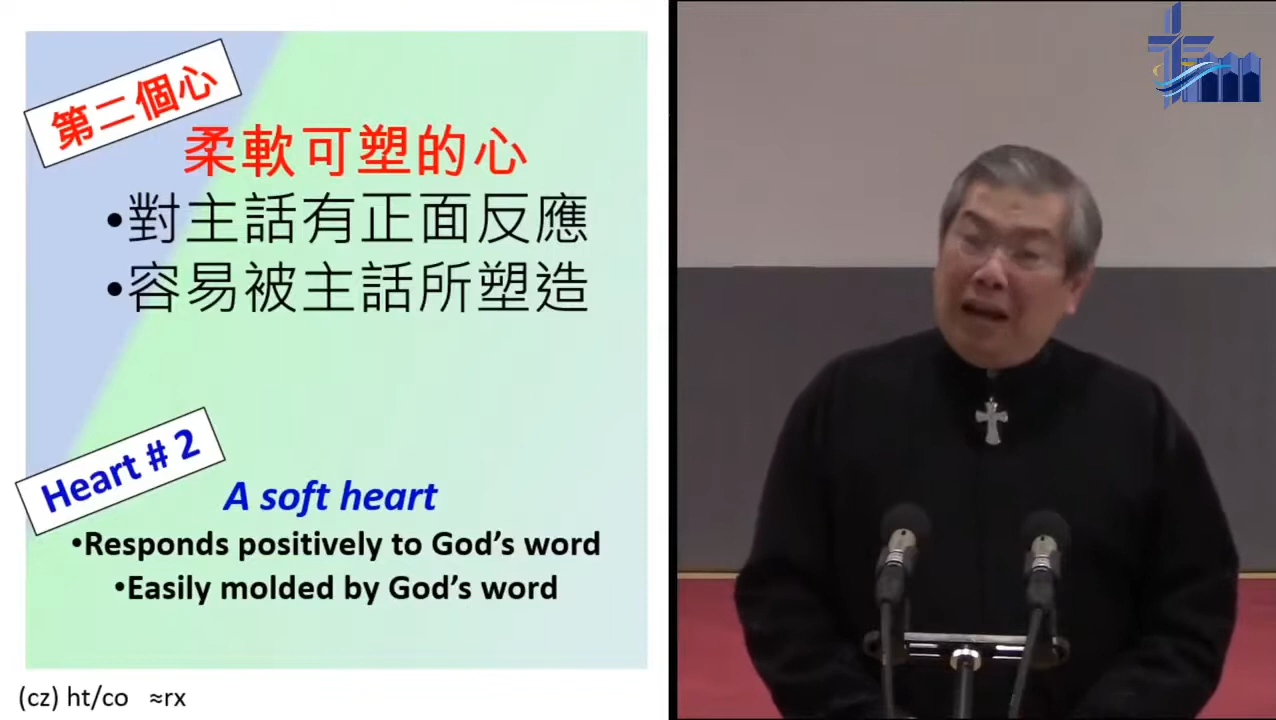 第二個心
柔軟可塑的心
•對主話有正面反應
•容易被主話所塑造
Heart # 2
A soft heart
•Responds positively to God’s word
•Easily molded by God’s word
(cz) ht/co ≈rx